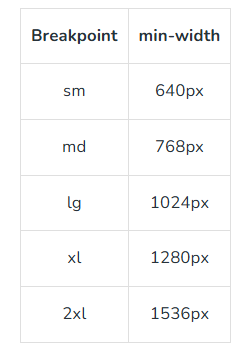 Breakpoint min-width
sm 640px
md 768px
lg 1024px
xl 1280px
2xl 1536px